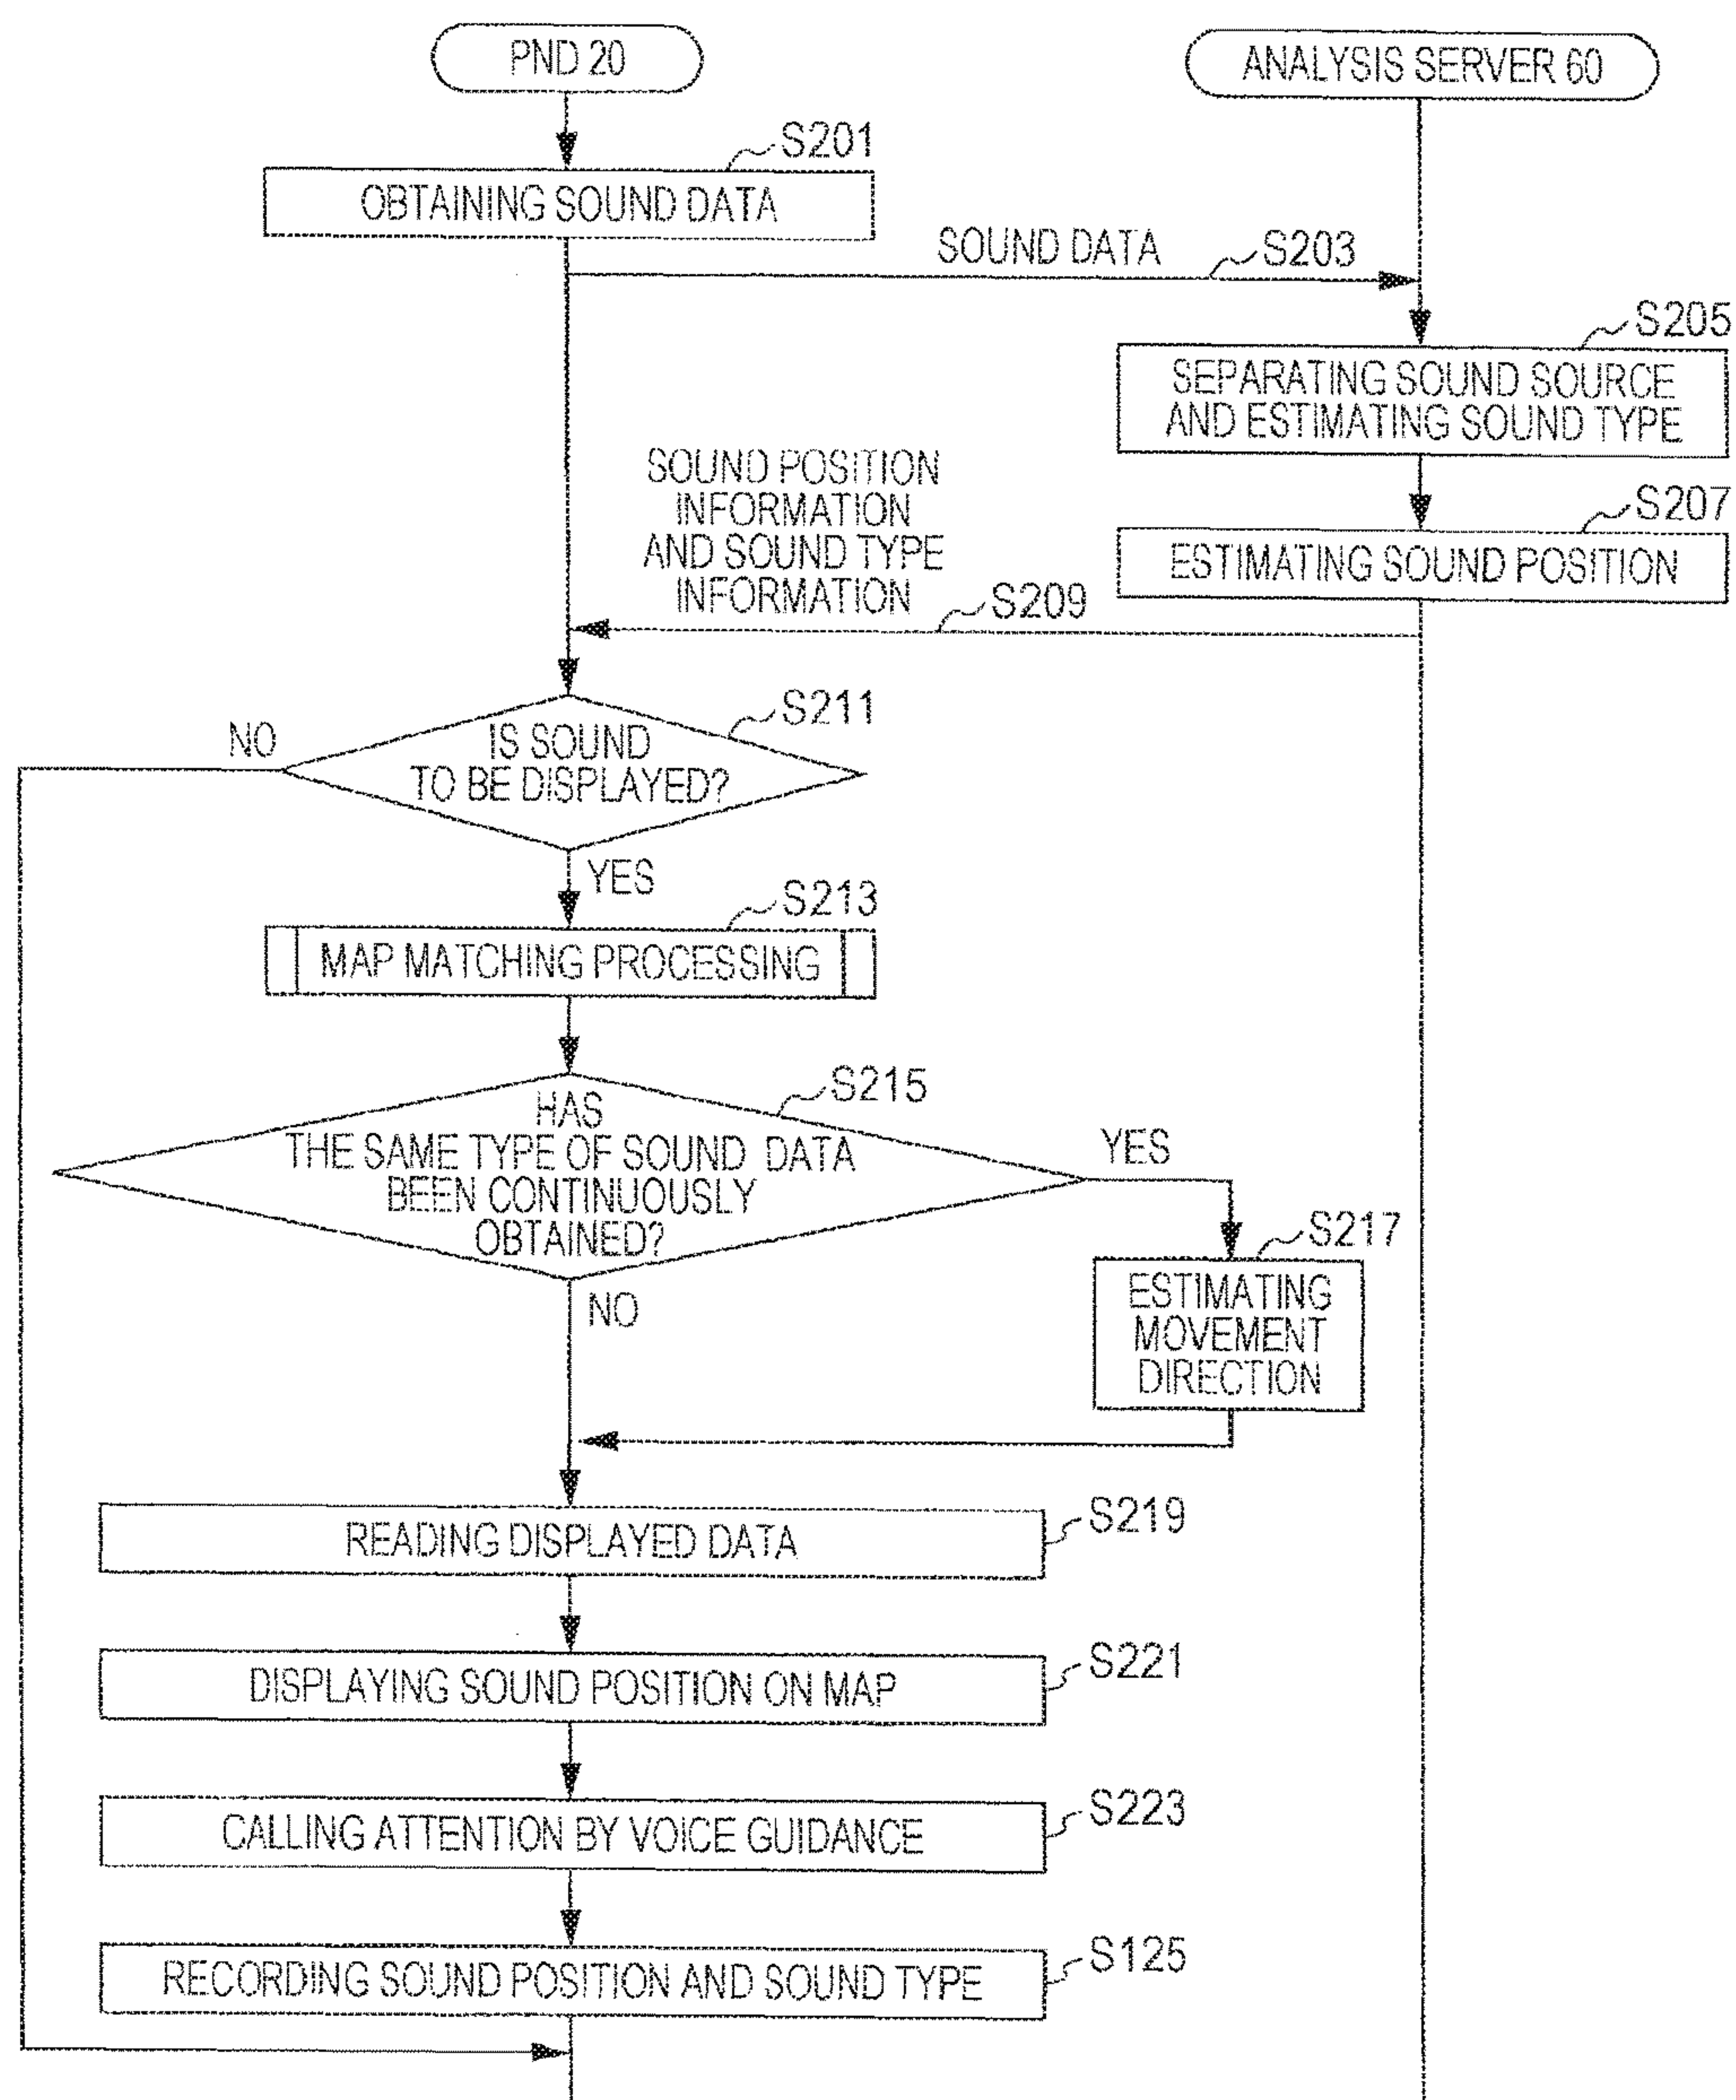 PND 20
ANALYSIS SERVER 60
S201
OBTAINING SOUND DATA
SOUND DATA
S203
S205
SEPARATING SOUND SOURCE
AND ESTIMATING SOUND TYPE
SOUND POSITION
INFORMATION
AND SOUND TYPE
INFORMATION
S207
ESTIMATING SOUND POSITION
S209
S211
NO
IS SOUND
TO BE DISPLAYED?
YES
S213
MAP MATCHING PROCESSING
S215
HAS
THE SAME TYPE OF SOUND DATA
BEEN CONTINUOUSLY
OBTAINED?
YES
S217
ESTIMATING
MOVEMENT
DIRECTION
NO
S219
READING DISPLAYED DATA
S221
DISPLAYING SOUND POSITION ON MAP
S223
CALLING ATTENTION BY VOICE GUIDANCE
S125
RECORDING SOUND POSITION AND SOUND TYPE